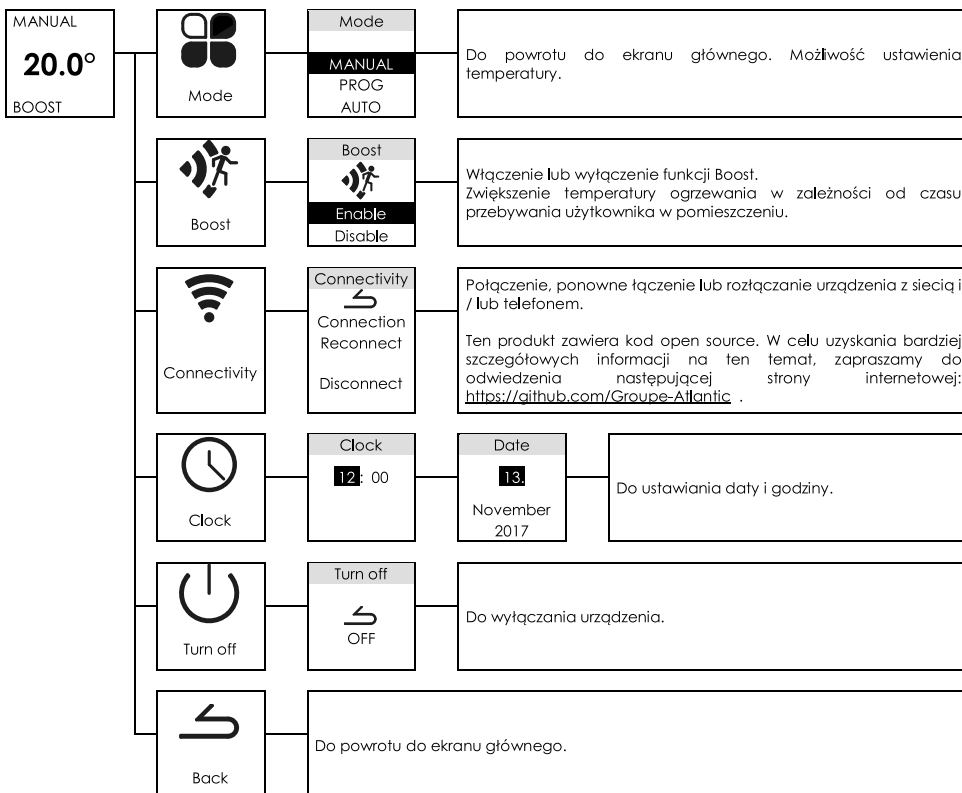 MANUAL
20.0°
BOOST
Mode
Mode
MANUAL
PROG
AUTO
Do powrotu do ekranu głównego. Możliwość ustawienia
temperatury.
Boost
Boost
Enable
Disable
Włączenie lub wyłączenie funkcji Boost.
Zwiększenie temperatury ogrzewania w zależności od czasu
przebywania użytkownika w pomieszczeniu.
Connectivity
Connectivity
Connection
Reconnect
Disconnect
Połączenie, ponowne łączenie lub rozłączanie urządzenia z siecią i
/ lub telefonem.
Ten produkt zawiera kod open source. W celu uzyskania bardziej
szczegółowych informacji na ten temat, zapraszamy do
odwiedzenia następującej strony internetowej:
https://github.com/Groupe-Atlantic .
Clock
Clock
12 : 00
Date
13.
November
2017
Do ustawiania daty i godziny.
Turn off
Turn off
OFF
Do wyłączania urządzenia.
Back
Do powrotu do ekranu głównego.